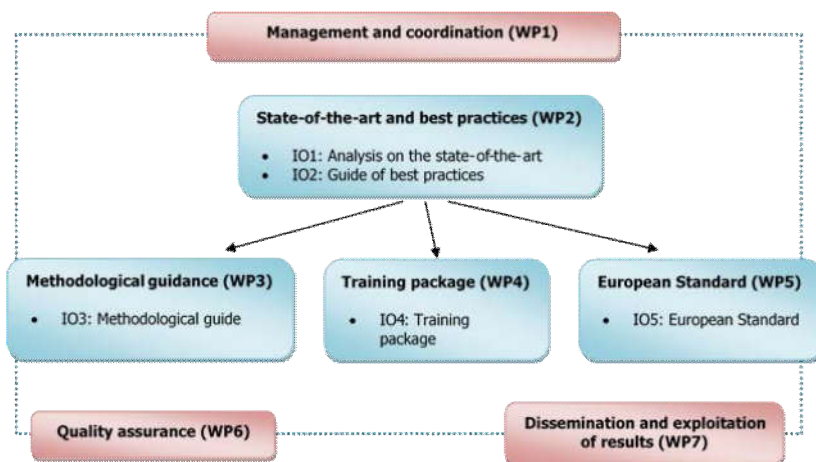 Management and coordination (WP1)
State-of-the-art and best practices (WP2)
• IO1: Analysis on the state-of-the-art
• IO2: Guide of best practices
Methodological guidance (WP3)
• IO3: Methodological guide
Training package (WP4)
• IO4: Training
package
European Standard (WP5)
• IO5: European Standard
Quality assurance (WP6)
Dissemination and exploitation
of results (WP7)